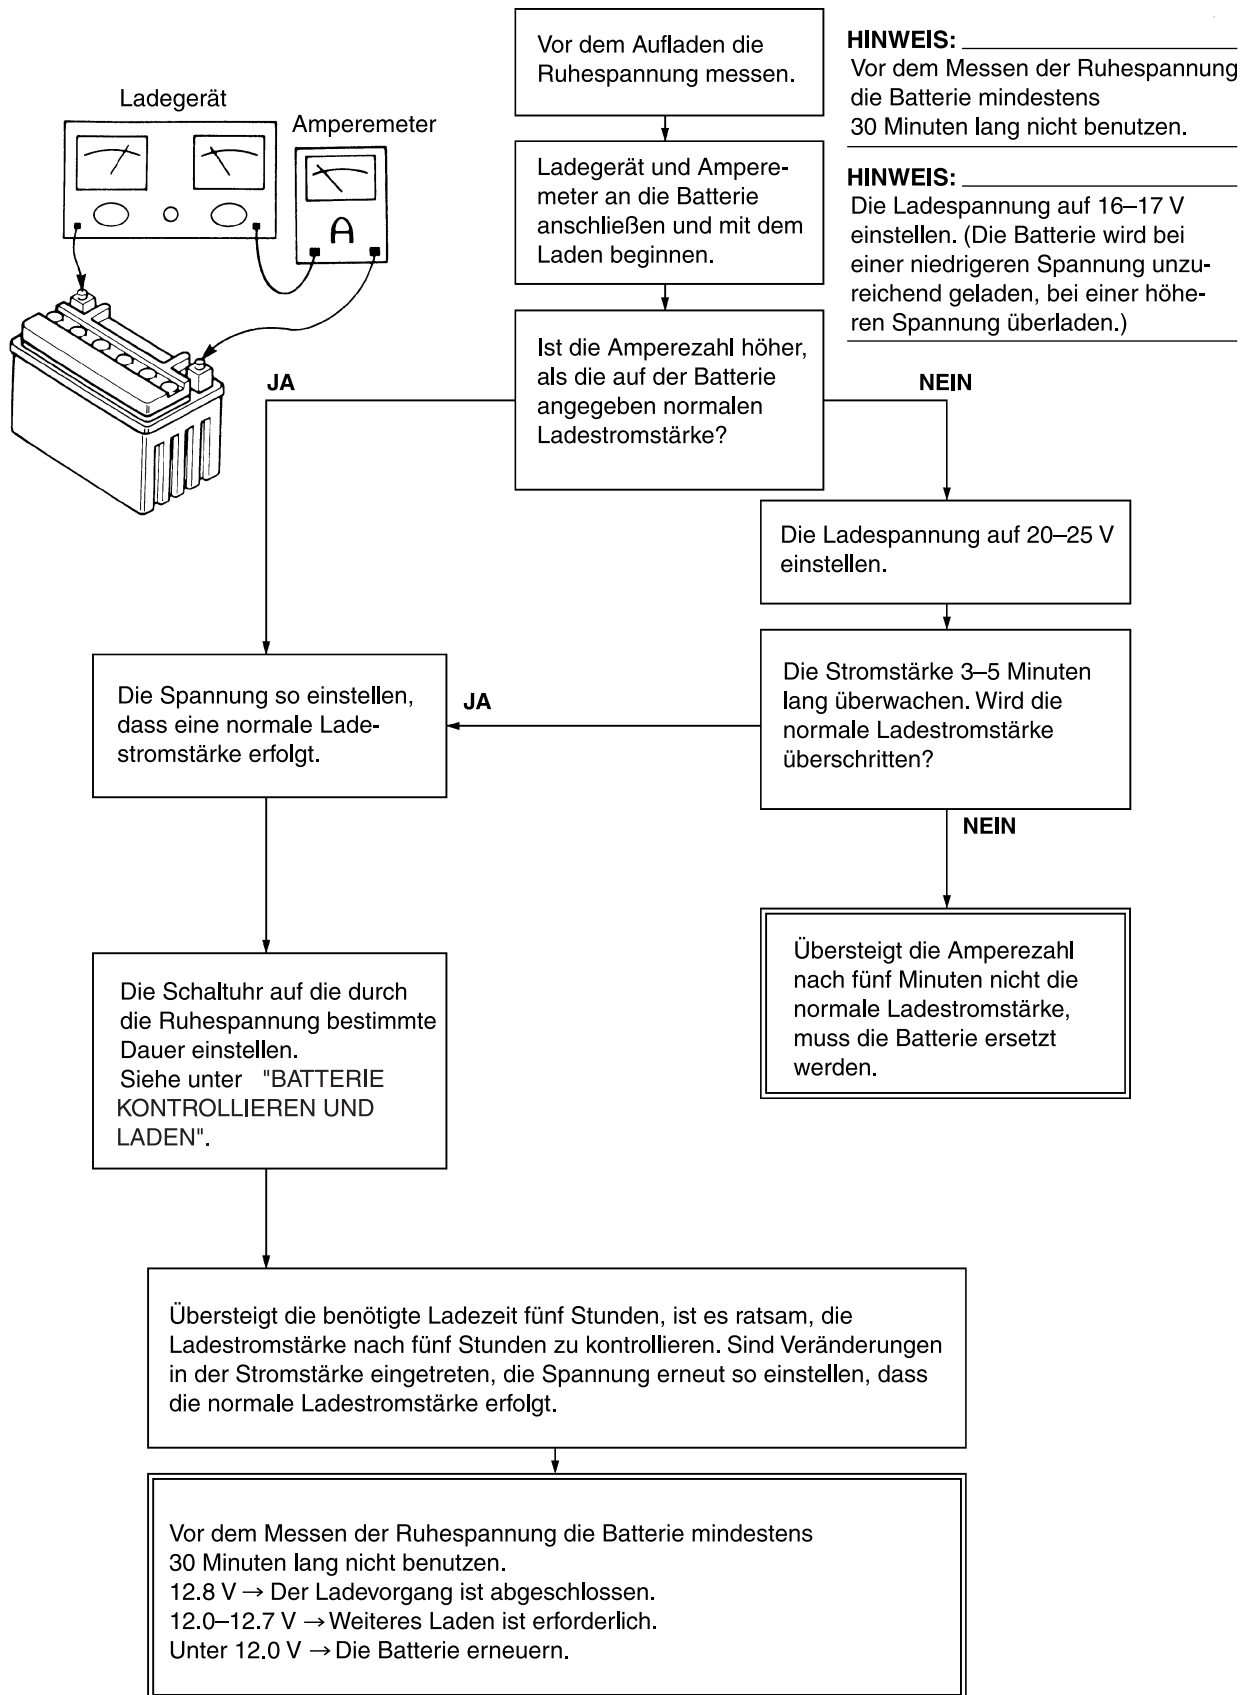 Ladegerät
Amperemeter
A
Vor dem Aufladen die
Ruhespannung messen.
HINWEIS:
Vor dem Messen der Ruhespannung
die Batterie mindestens
30 Minuten lang nicht benutzen.
Ladegerät und Ampere-
meter an die Batterie
anschließen und mit dem
Laden beginnen.
HINWEIS:
Die Ladespannung auf 16–17 V
einstellen. (Die Batterie wird bei
einer niedrigeren Spannung unzu-
reichend geladen, bei einer höhe-
ren Spannung überladen.)
Ist die Amperezahl höher,
als die auf der Batterie
angegeben normalen
Ladestromstärke?
JA
NEIN
Die Ladespannung auf 20–25 V
einstellen.
Die Stromstärke 3–5 Minuten
lang überwachen. Wird die
normale Ladestromstärke
überschritten?
JA
Die Spannung so einstellen,
dass eine normale Lade-
stromstärke erfolgt.
NEIN
Übersteigt die Amperezahl
nach fünf Minuten nicht die
normale Ladestromstärke,
muss die Batterie ersetzt
werden.
Die Schaltuhr auf die durch
die Ruhespannung bestimmte
Dauer einstellen.
Siehe unter "BATTERIE
KONTROLLIEREN UND
LADEN".
Übersteigt die benötigte Ladezeit fünf Stunden, ist es ratsam, die
Ladestromstärke nach fünf Stunden zu kontrollieren. Sind Veränderungen
in der Stromstärke eingetreten, die Spannung erneut so einstellen, dass
die normale Ladestromstärke erfolgt.
Vor dem Messen der Ruhespannung die Batterie mindestens
30 Minuten lang nicht benutzen.
12.8 V → Der Ladevorgang ist abgeschlossen.
12.0–12.7 V → Weiteres Laden ist erforderlich.
Unter 12.0 V → Die Batterie erneuern.